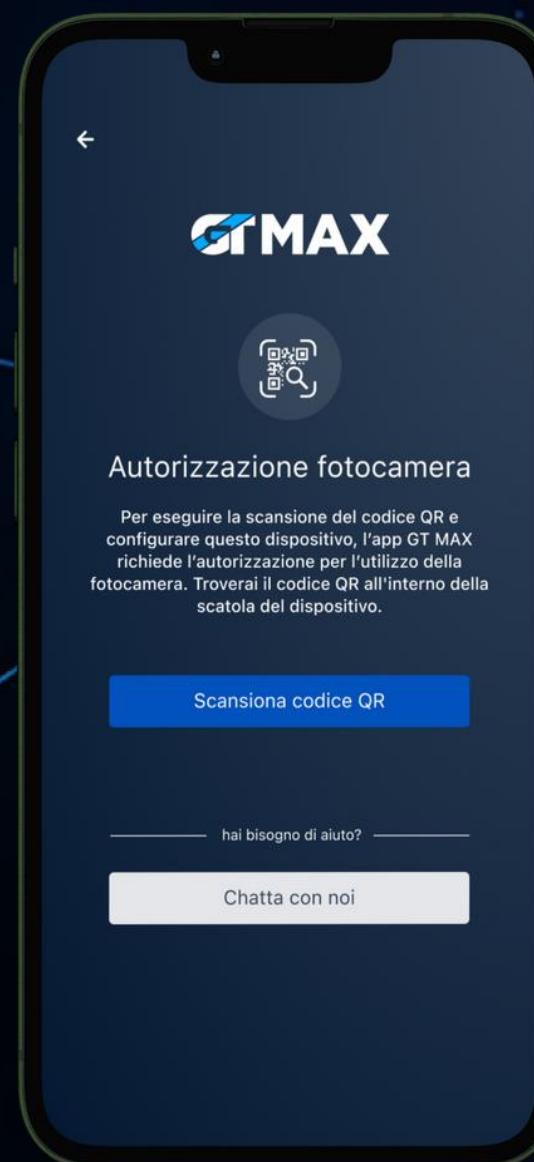 GT MAX
Autorizzazione fotocamera
Per eseguire la scansione del codice QR e
configurare questo dispositivo, l'app GT MAX
richiede l'autorizzazione per l'utilizzo della
fotocamera. Troverai il codice QR all'interno della
scatola del dispositivo.
Scansiona codice QR
hai bisogno di aiuto?
Chatta con noi